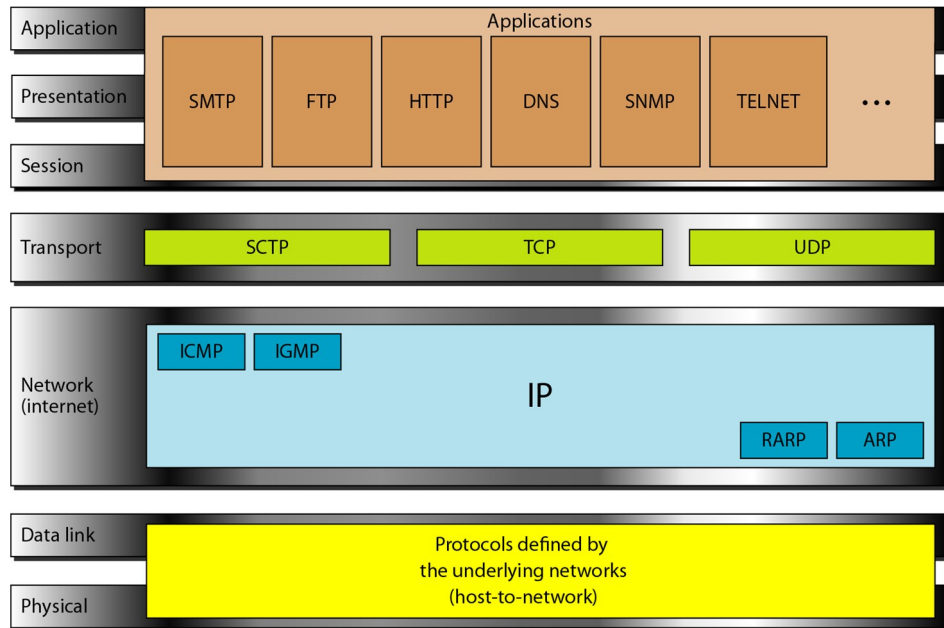 Application
Applications
Presentation
SMTP
FTP
HTTP
DNS
SNMP
TELNET
...
Session
Transport
SCTP
TCP
UDP
Network
(internet)
ICMP
IGMP
IP
RARP
ARP
Data link
Physical
Protocols defined by
the underlying networks
(host-to-network)